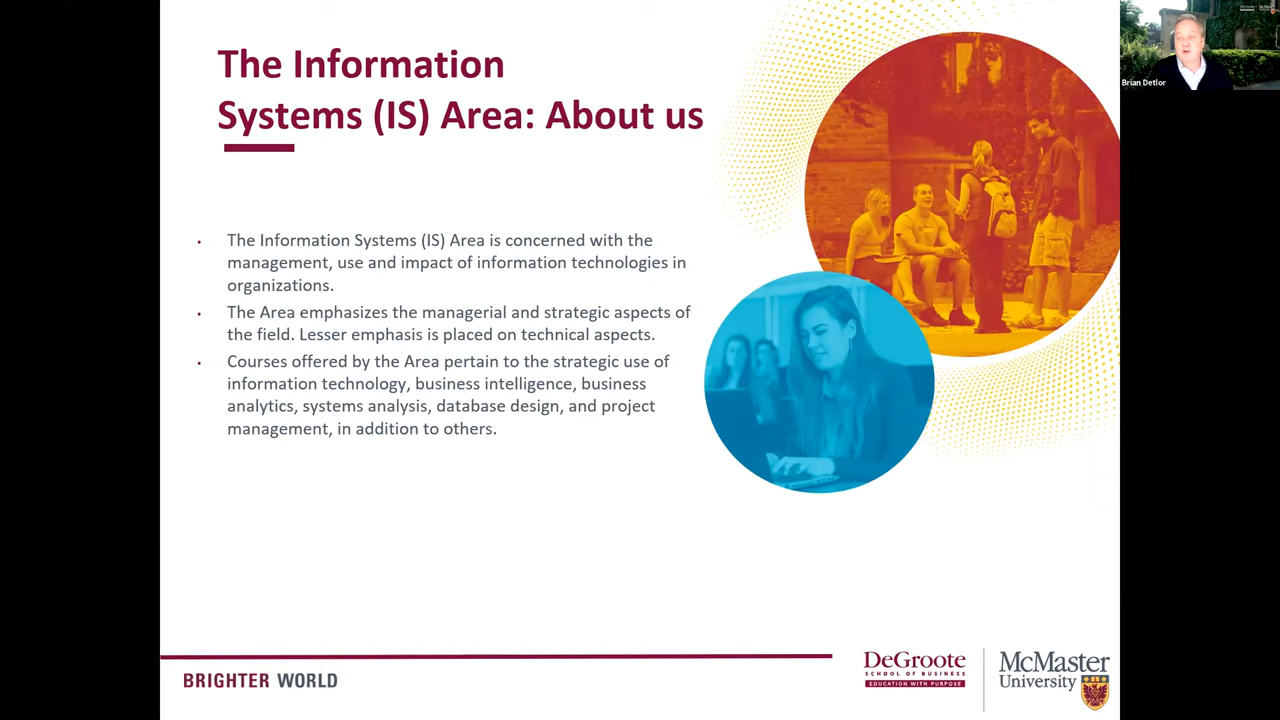 The Information
Systems (IS) Area: About us
Brian Detlor
• The Information Systems (IS) Area is concerned with the
management, use and impact of information technologies in
organizations.
• The Area emphasizes the managerial and strategic aspects of
the field. Lesser emphasis is placed on technical aspects.
• Courses offered by the Area pertain to the strategic use of
information technology, business intelligence, business
analytics, systems analysis, database design, and project
management, in addition to others.
BRIGHTER WORLD
DeGroote
SCHOOL OF BUSINESS
EDUCATION WITH PURPOSE
McMaster
University